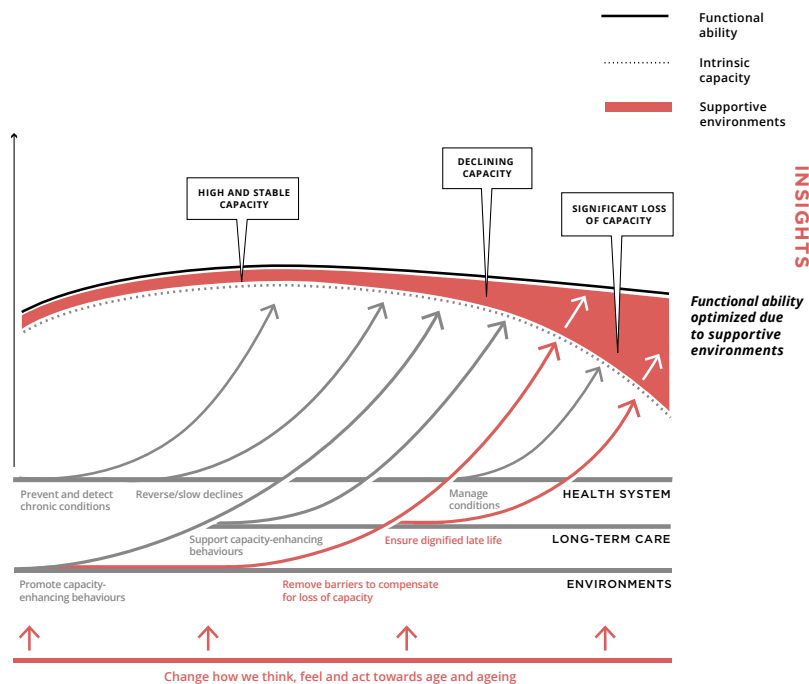 Functional
ability
Intrinsic
capacity
Supportive
environments
DECLINING
CAPACITY
HIGH AND STABLE
CAPACITY
SIGNIFICANT LOSS
OF CAPACITY
INSIGHTS
Functional ability
optimized due
to supportive
environments
Prevent and detect
chronic conditions
Reverse/slow declines
Manage
conditions
HEALTH SYSTEM
Support capacity-enhancing
behaviours
Ensure dignified late life
LONG-TERM CARE
Promote capacity-
enhancing behaviours
Remove barriers to compensate
for loss of capacity
ENVIRONMENTS
Change how we think, feel and act towards age and ageing